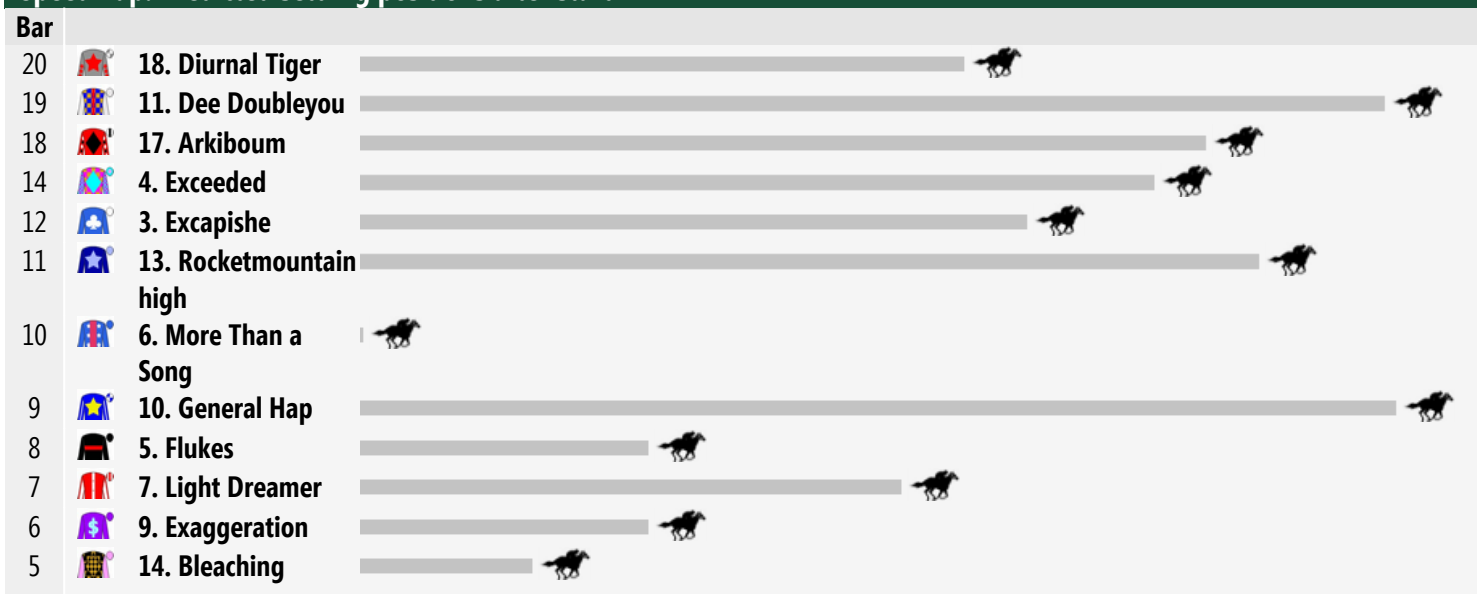 Bar
20 18. Diurnal Tiger
19 11. Dee Doubleyou
18 17. Arkiboum
14 4. Exceeded
12 3. Excapishe
11 13. Rocketmountain
high
10 6. More Than a
Song
9 10. General Hap
8 5. Flukes
7 7. Light Dreamer
6 $ 9. Exaggeration
5 14. Bleaching